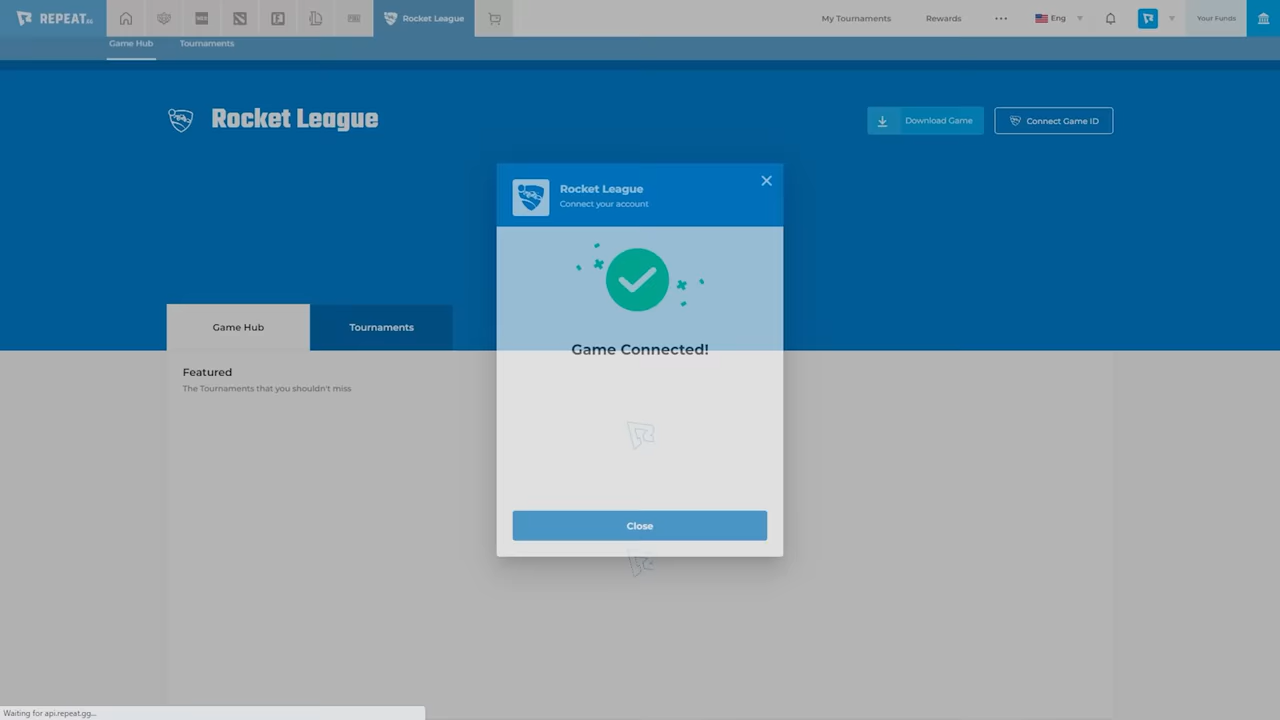 REPEAT.GG
Rocket League
My Tournaments
Rewards
Eng
Your Funds
Game Hub
Tournaments
Rocket League
Download Game
Connect Game ID
Rocket League
Connect your account
Game Connected!
Close
Game Hub
Tournaments
Featured
The Tournaments that you shouldn't miss
Waiting for api.repeat.gg...